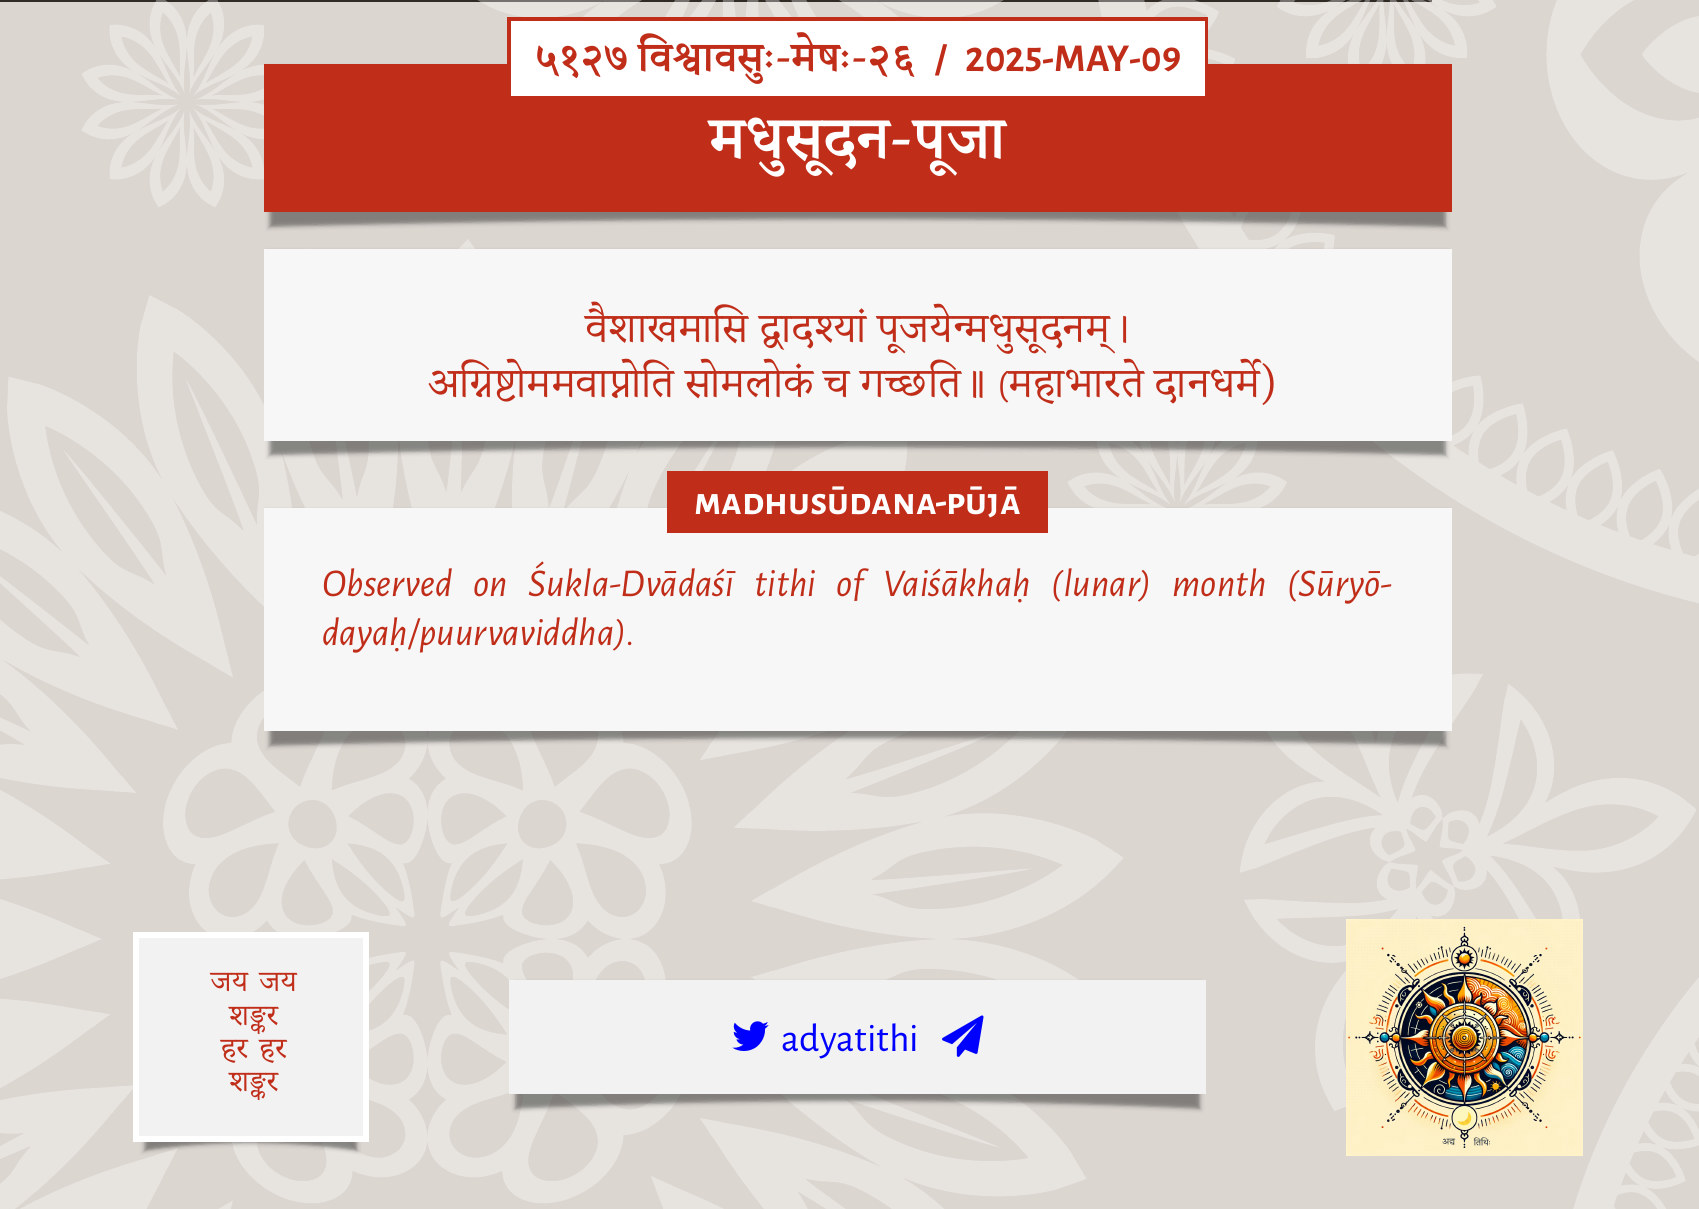 ५१२७ विश्वावसुः-मेषः-२६ / 2025-MAY-09
मधुसूदन-पूजा
वैशाखमासि द्वादश्यां पूजयेन्मधुसूदनम्।
अग्निष्टोममवाप्नोति सोमलोकं च गच्छति॥ (महाभारते दानधर्मे)
MADHUSŪDANA-PŪJĀ
Observed on Śukla-Dvādaśī tithi of Vaiśākhaḥ (lunar) month (Sūryō-
dayaḥ/puurvaviddha).
जय जय
शङ्कर
हर हर
शङ्कर
adyatithi
अद्य तिथिः